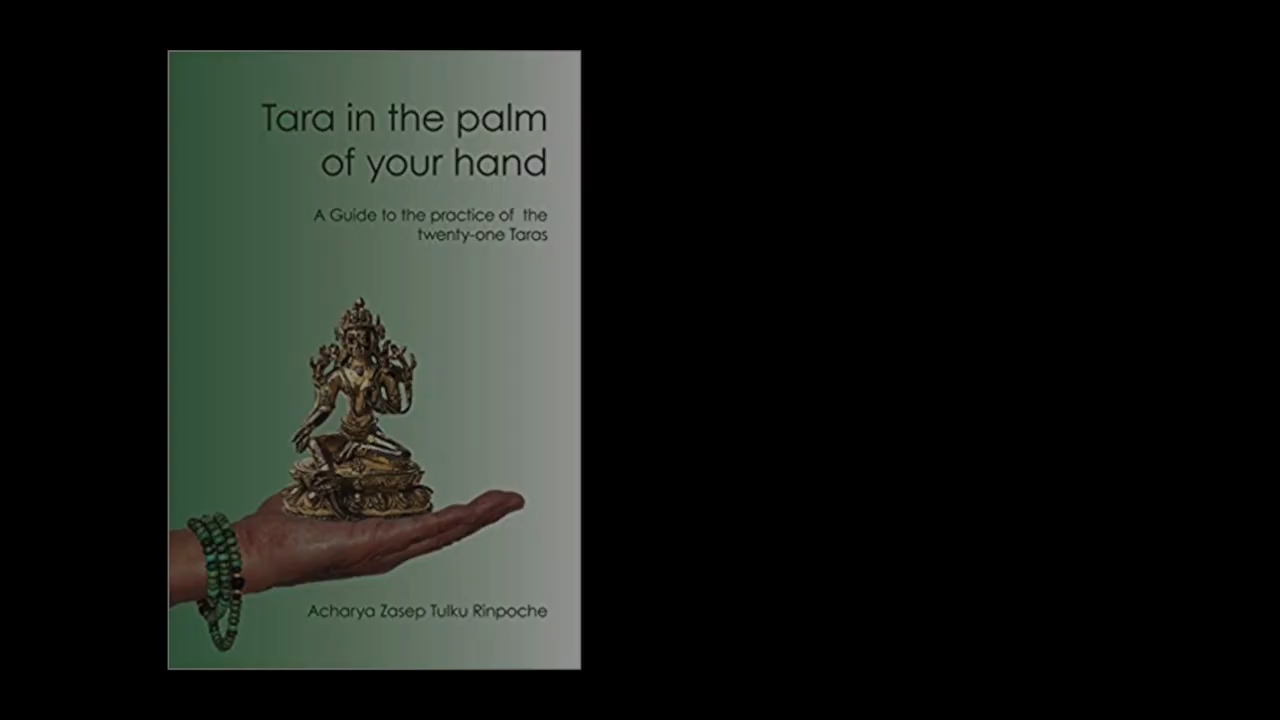 Tara in the palm
of your hand
A Guide to the practice of the
twenty-one Taras
Acharya Zasep Tulku Rinpoche